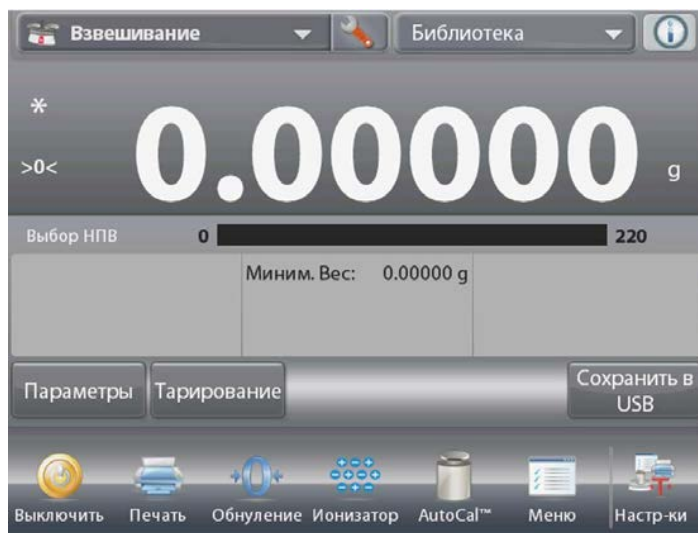 Взвешивание
Библиотека
*
>0<
0.00000 g
Выбор НПВ 0 220
Миним. Вес: 0.00000 g
Параметры
Тарирование
Сохранить в
USB
Выключить
Печать
Обнуление
Ионизатор
AutoCal™
Меню
Настр-ки